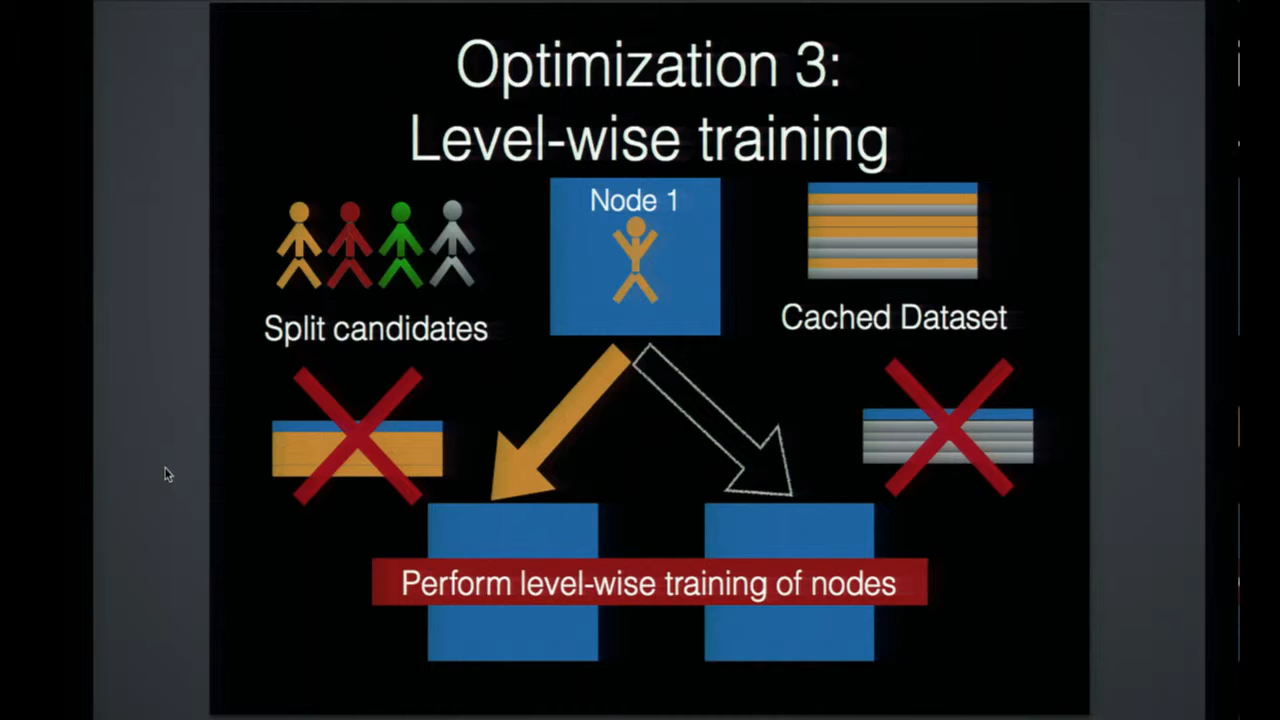 Optimization 3:
Level-wise training
Node 1
Split candidates
Cached Dataset
Perform level-wise training of nodes